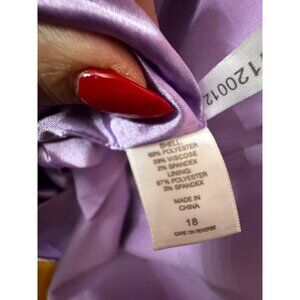 SHELL:
69% POLYESTER
29% VISCOSE
2% SPANDEX
LINING:
97% POLYESTER
3% SPANDEX
MADE IN
CHINA
18
CARE ON REVERSE
120012